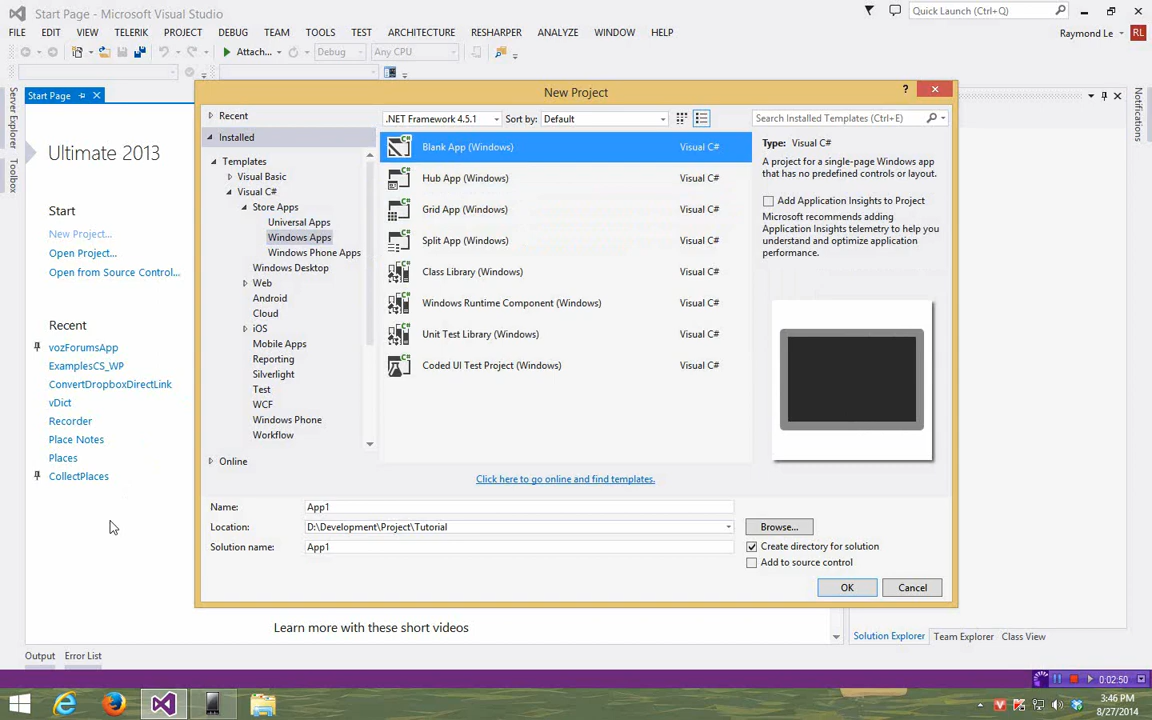 Start Page - Microsoft Visual Studio
Quick Launch (Ctrl+Q)
FILE EDIT VIEW TELERIK PROJECT DEBUG TEAM TOOLS TEST ARCHITECTURE RESHARPER ANALYZE WINDOW HELP
Raymond Le RL
Attach... Debug Any CPU
Server Explorer
Toolbox
Notifications
Start Page
Ultimate 2013
Start
New Project...
Open Project...
Open from Source Control...
Recent
vozForumsApp
ExamplesCS_WP
ConvertDropboxDirectLink
vDict
Recorder
Place Notes
Places
CollectPlaces
New Project
?
Recent
Installed
Templates
Visual Basic
Visual C#
Store Apps
Universal Apps
Windows Apps
Windows Phone Apps
Windows Desktop
Web
Android
Cloud
iOS
Mobile Apps
Reporting
Silverlight
Test
WCF
Windows Phone
Workflow
Online
.NET Framework 4.5.1 Sort by: Default
Search Installed Templates (Ctrl+E)
Blank App (Windows) Visual C#
Hub App (Windows) Visual C#
Grid App (Windows) Visual C#
Split App (Windows) Visual C#
Class Library (Windows) Visual C#
Windows Runtime Component (Windows) Visual C#
Unit Test Library (Windows) Visual C#
Coded UI Test Project (Windows) Visual C#
Click here to go online and find templates.
Type: Visual C#
A project for a single-page Windows app
that has no predefined controls or layout.
Add Application Insights to Project
Microsoft recommends adding
Application Insights telemetry to help you
understand and optimize application
performance.
Name: App1
Location: D:\Development\Project\Tutorial
Browse...
Solution name: App1
Create directory for solution
Add to source control
OK Cancel
Learn more with these short videos
Solution Explorer Team Explorer Class View
Output Error List
0:02:50
3:46 PM
8/27/2014